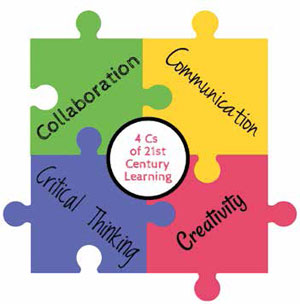 Collaboration
Communication
4 Cs
of 21st
Century
Learning
Critical Thinking
Creativity